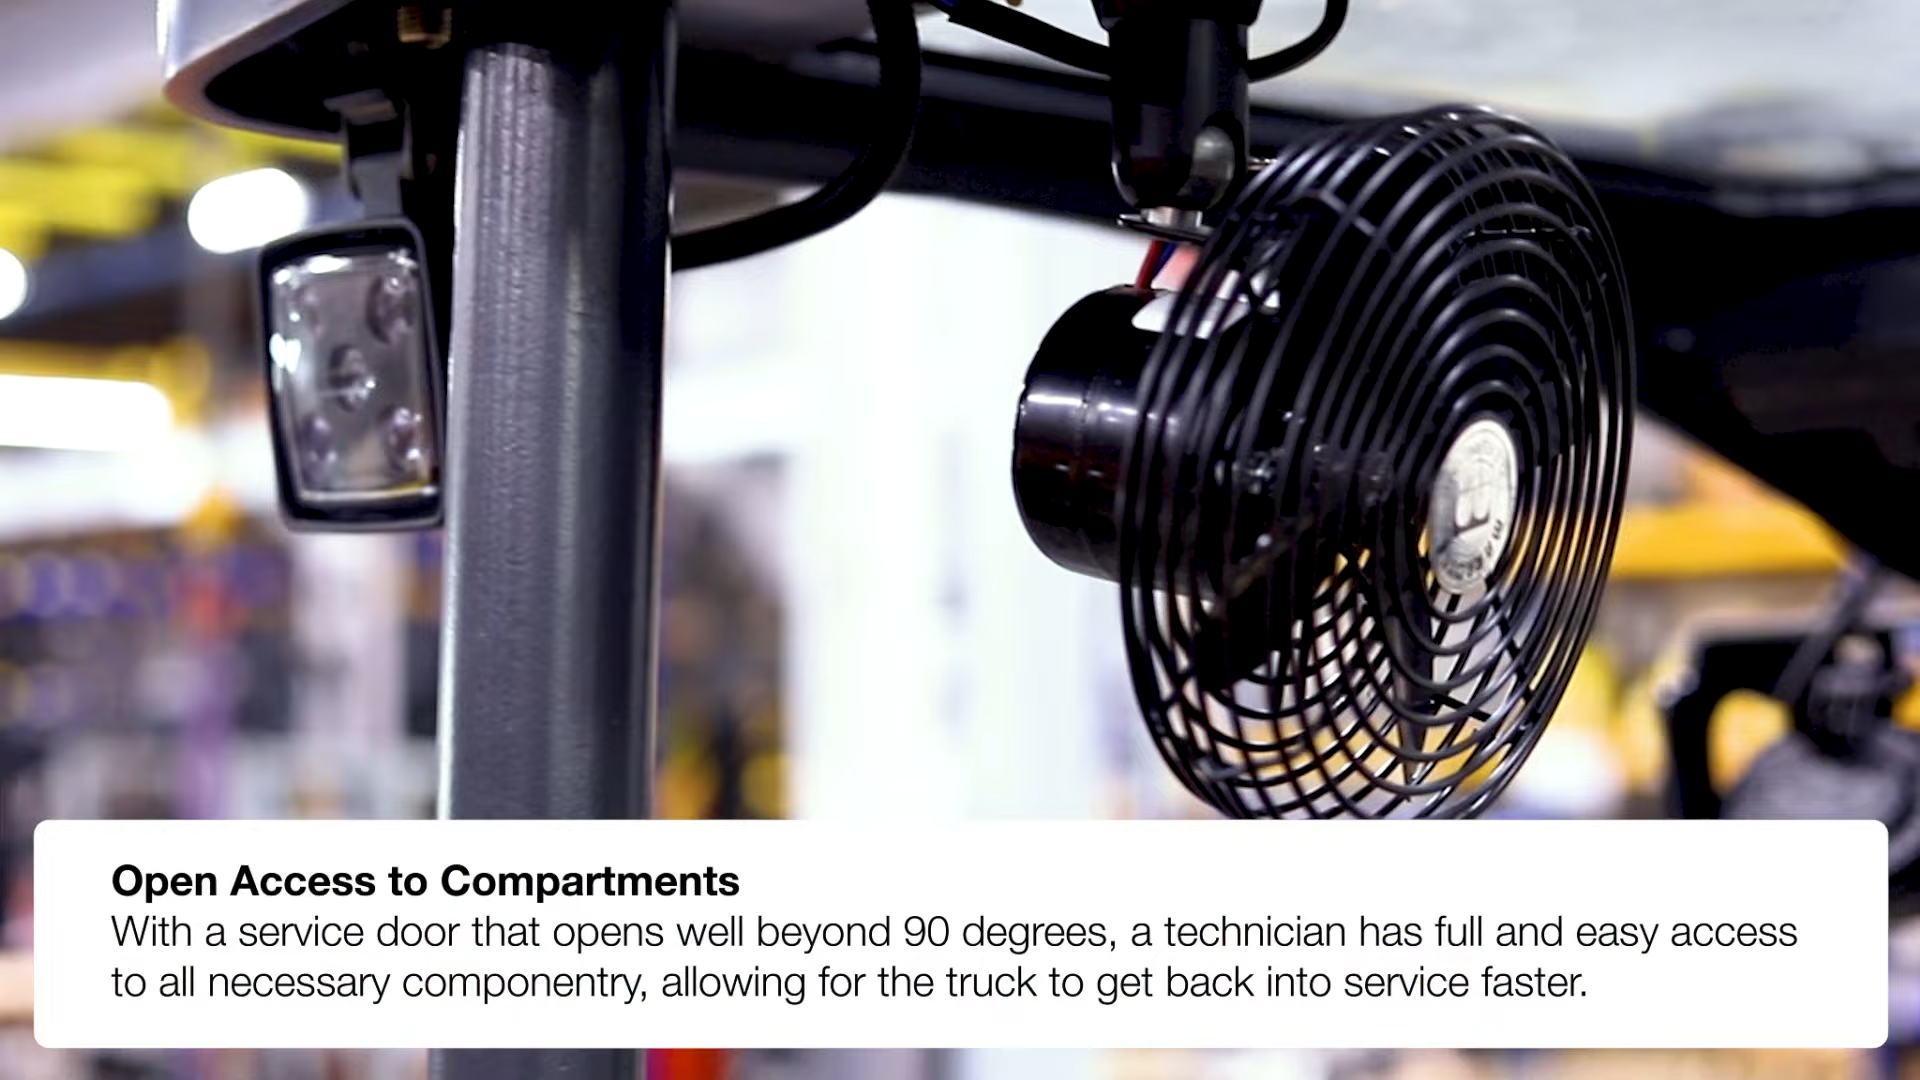 Open Access to Compartments
With a service door that opens well beyond 90 degrees, a technician has full and easy access
to all necessary componentry, allowing for the truck to get back into service faster.